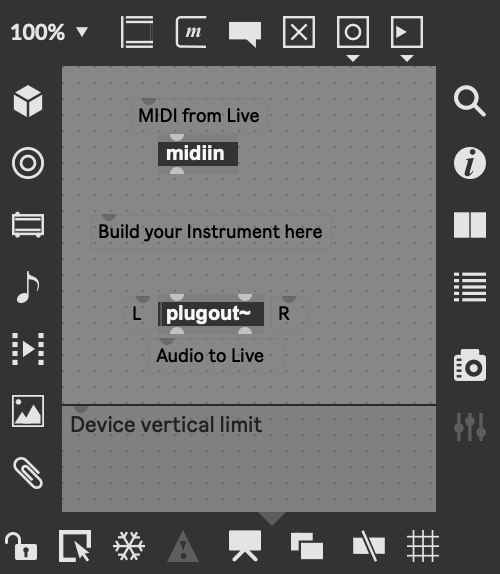 100%
m
MIDI from Live
midiin
Build your Instrument here
L plugout~ R
Audio to Live
Device vertical limit